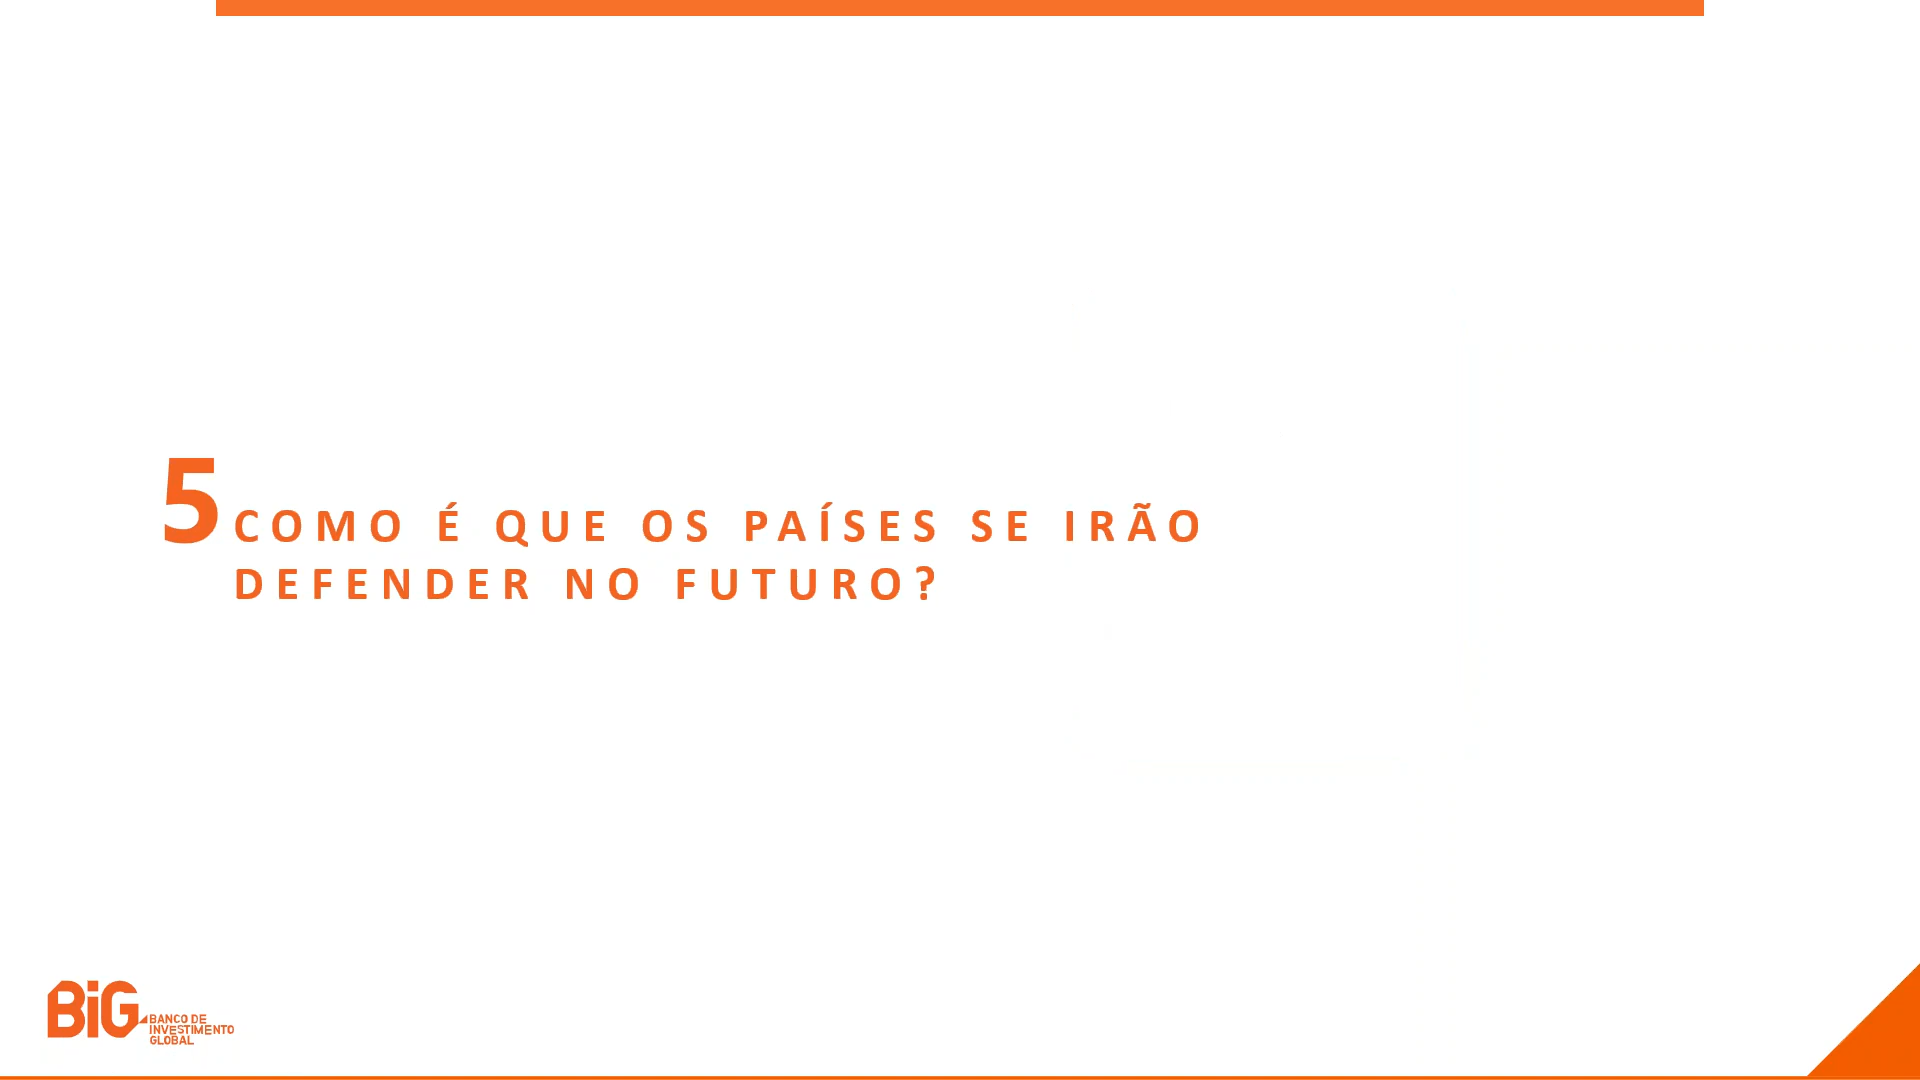 5
COMO É QUE OS PAÍSES SE IRÃO
DEFENDER NO FUTURO?
BiG
BANCO DE
INVESTIMENTO
GLOBAL